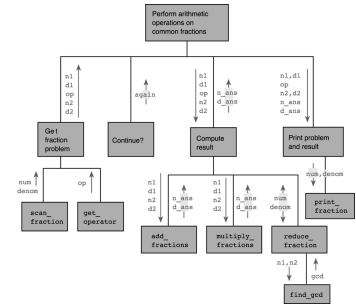 Perform arithmetic
operations on
common fractions
n1
d1
op
n2
d2
again
n1
d1
op
n2
d2
n_ans
d_ans
n1,d1
op
n2,d2
n_ans
d_ans
Get
fraction
problem
Continue?
Compute
result
Print problem
and result
num
denom
op
n1
d1
n2
d2
n_ans
d_ans
n1
d1
n2
d2
n_ans
d_ans
num
denom
num,denom
scan_
fraction
get_
operator
add_
fractions
multiply_
fractions
reduce_
fraction
print_
fraction
n1,n2
gcd
find_gcd